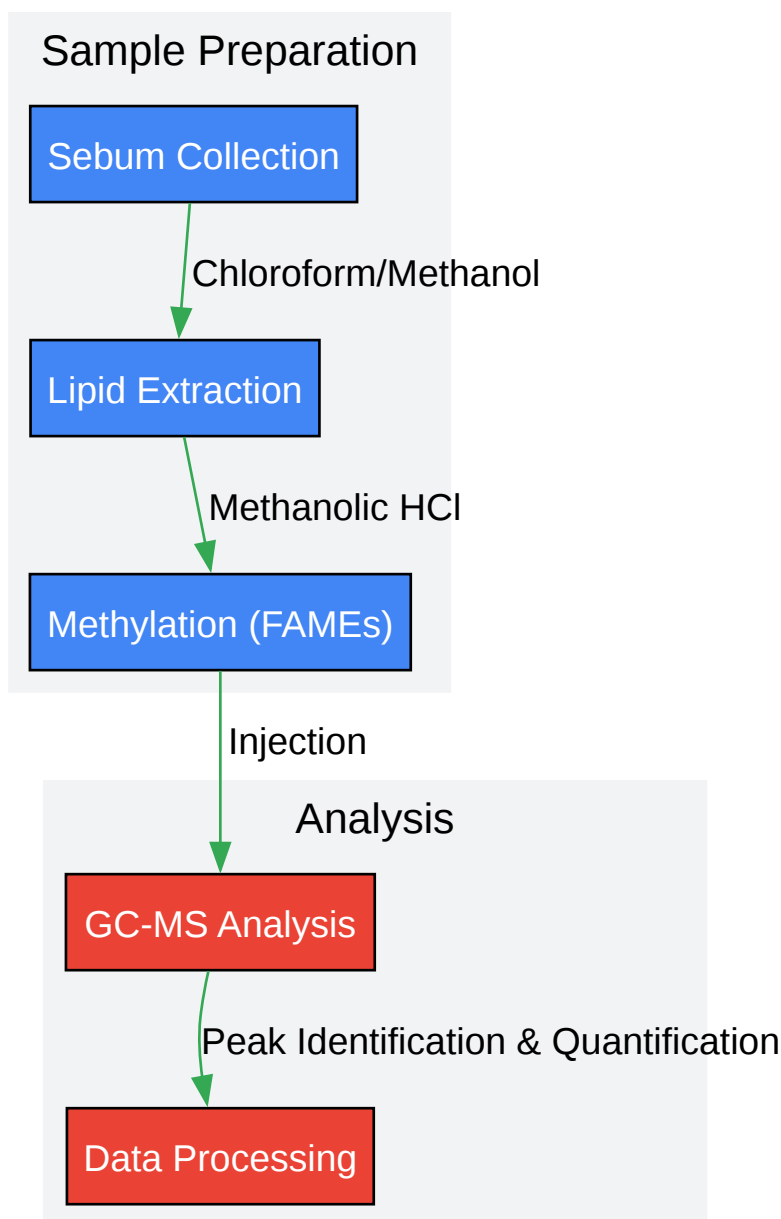 Sample Preparation
Sebum Collection
Chloroform/Methanol
Lipid Extraction
Methanolic HCl
Methylation (FAMEs)
Injection
Analysis
GC-MS Analysis
Peak Identification & Quantification
Data Processing